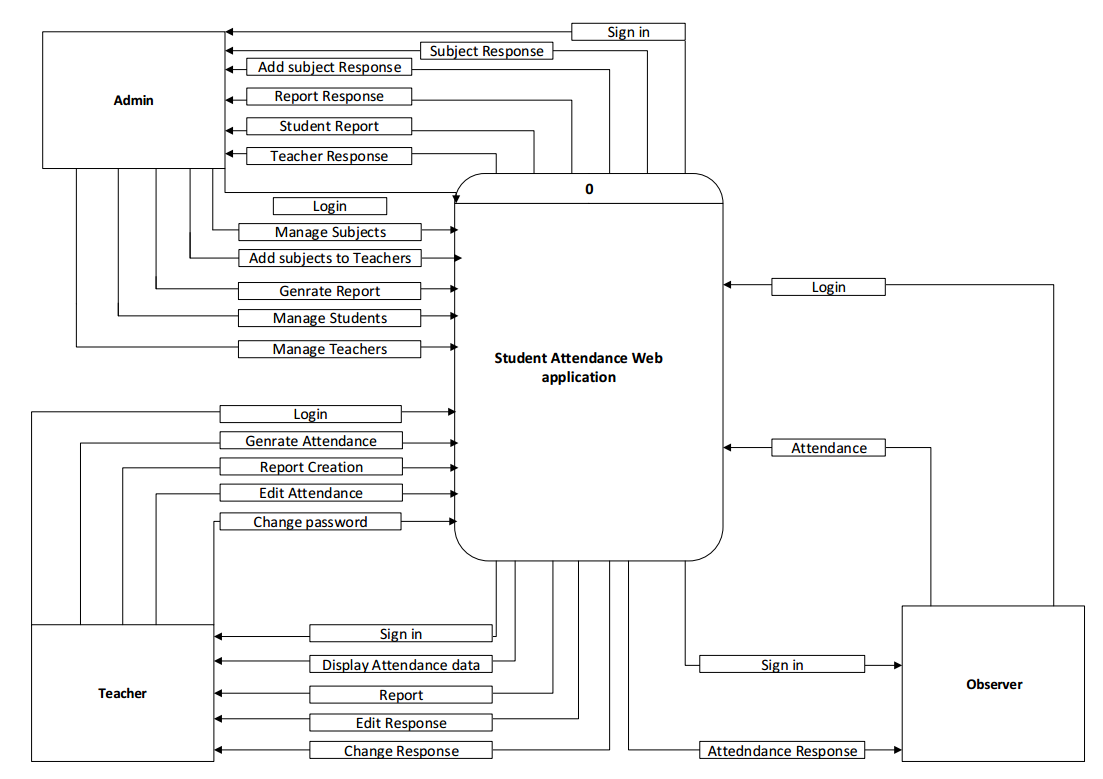 Sign in
Subject Response
Add subject Response
Admin
Report Response
Student Report
Teacher Response
0
Login
Manage Subjects
Add subjects to Teachers
Genrate Report
Manage Students
Manage Teachers
Login
Student Attendance Web
application
Login
Genrate Attendance
Report Creation
Edit Attendance
Change password
Attendance
Sign in
Display Attendance data
Report
Edit Response
Change Response
Teacher
Sign in
Attedndance Response
Observer